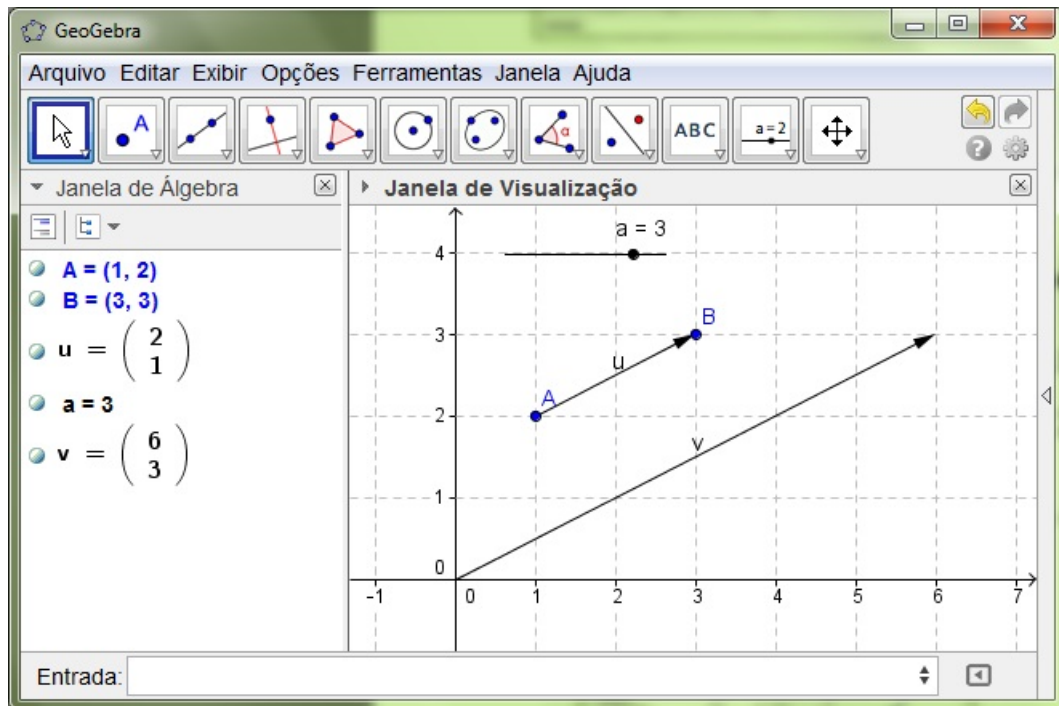 GeoGebra
Arquivo Editar Exibir Opções Ferramentas Janela Ajuda
A α ABC a=2
Janela de Álgebra
A = (1, 2)
B = (3, 3)
u = ( 2 1 )
a = 3
v = ( 6 3 )
Janela de Visualização
a = 3
4
3
2
1
0
-1 0 1 2 3 4 5 6 7
A
B
u
v
Entrada: